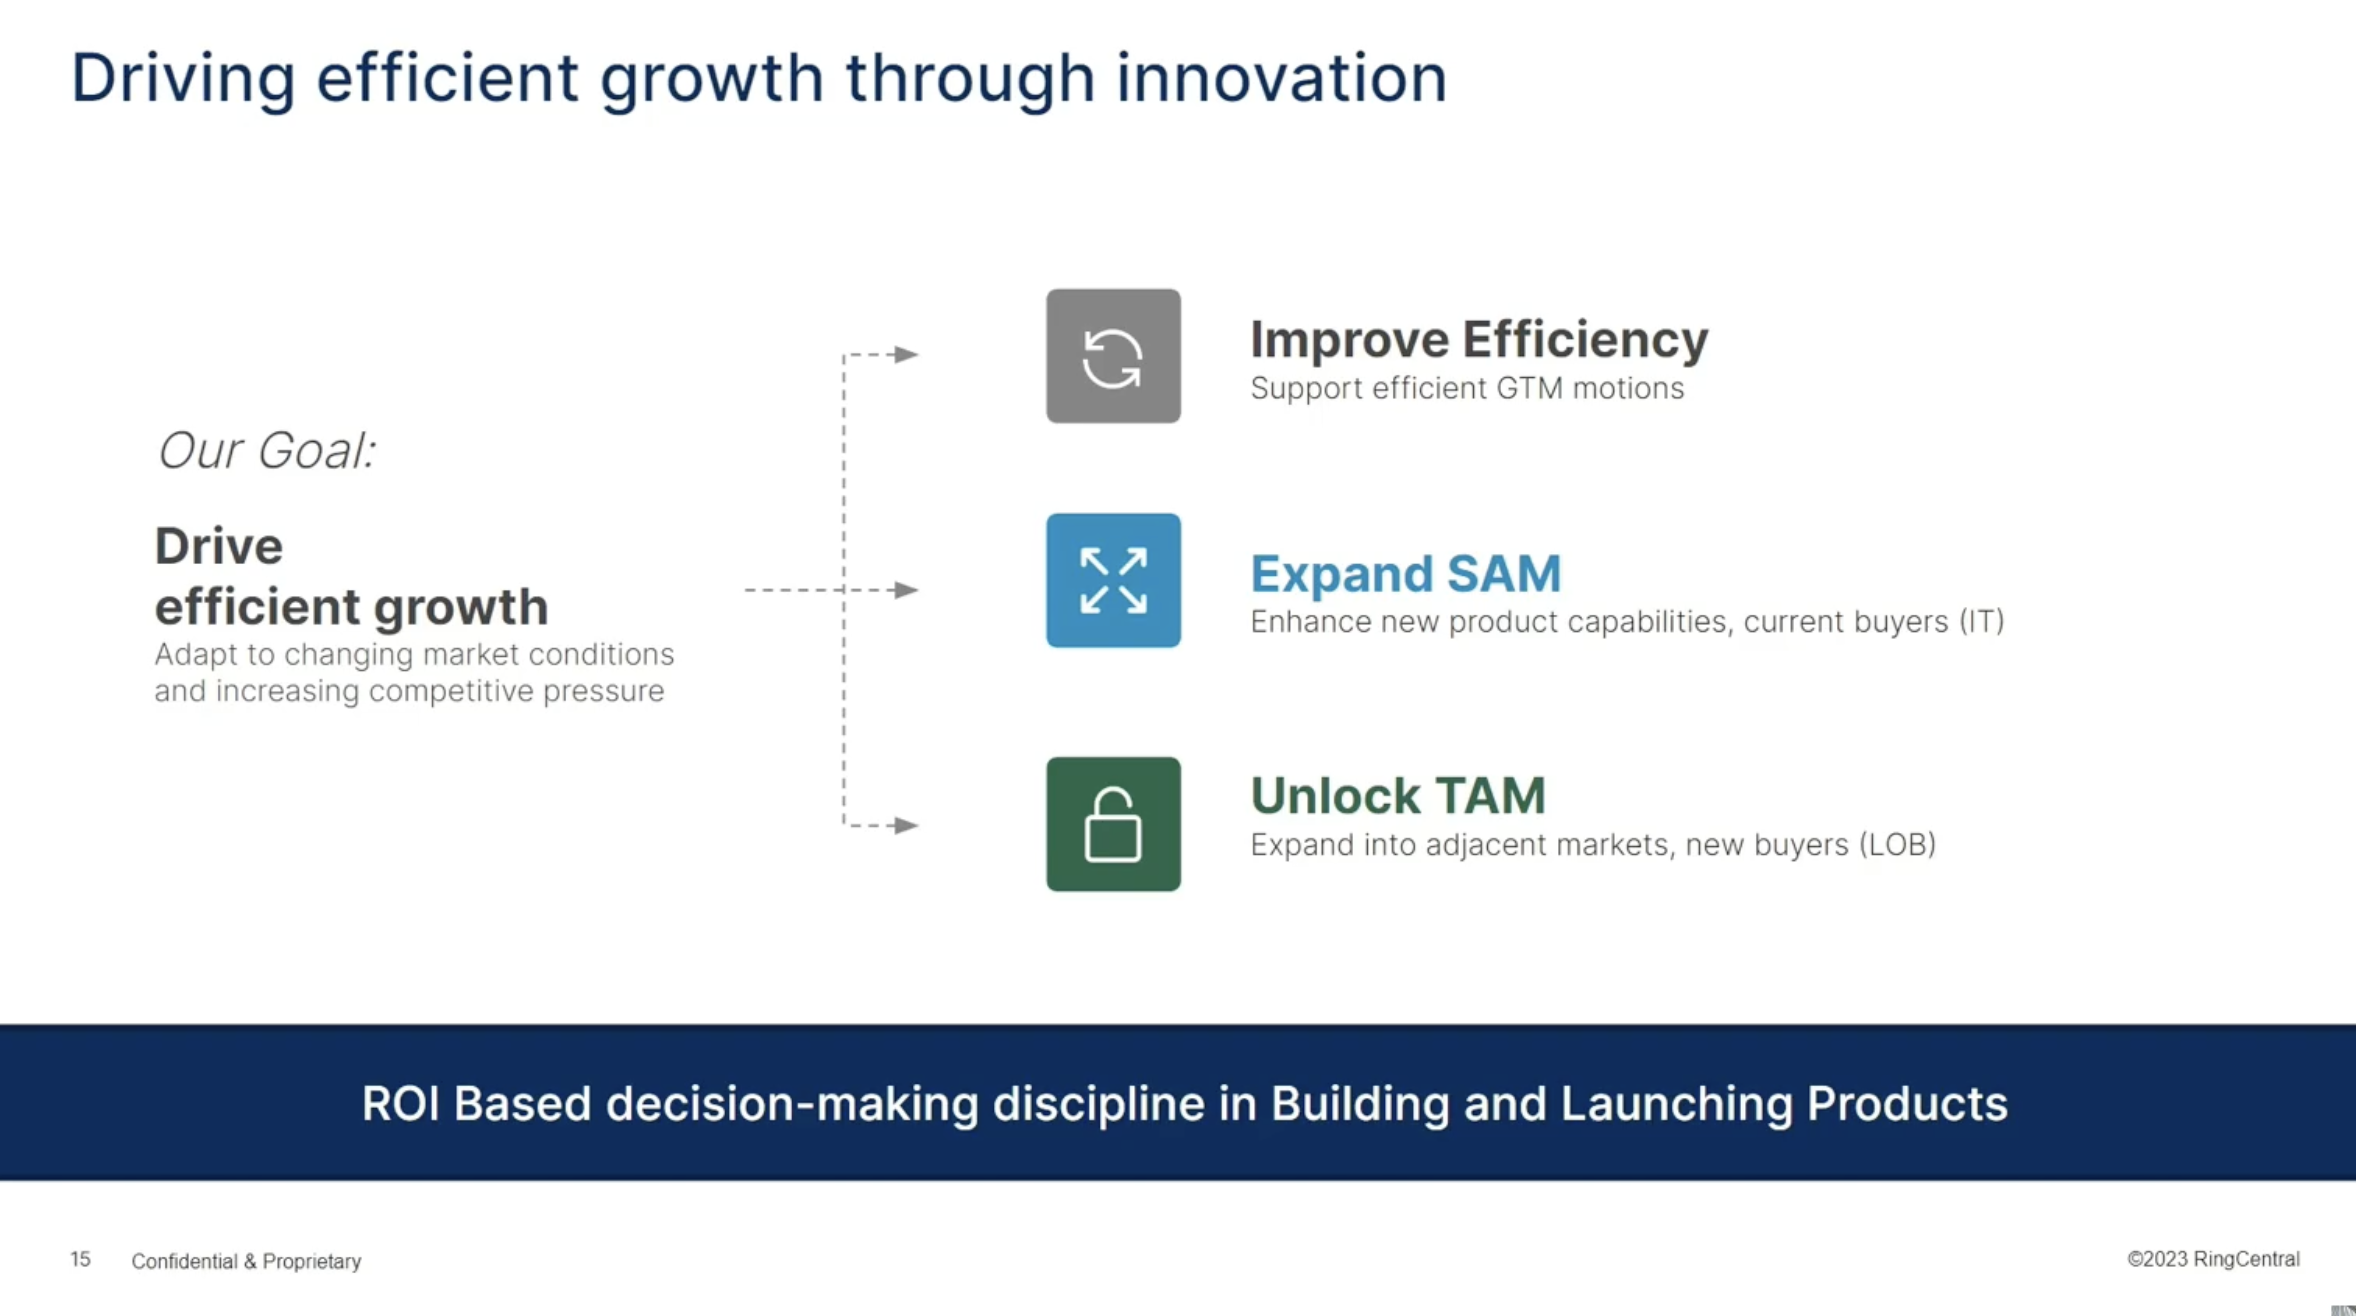 Driving efficient growth through innovation
Our Goal:
Drive
efficient growth
Adapt to changing market conditions
and increasing competitive pressure
Improve Efficiency
Support efficient GTM motions
Expand SAM
Enhance new product capabilities, current buyers (IT)
Unlock TAM
Expand into adjacent markets, new buyers (LOB)
ROI Based decision-making discipline in Building and Launching Products
15 Confidential & Proprietary
©2023 RingCentral